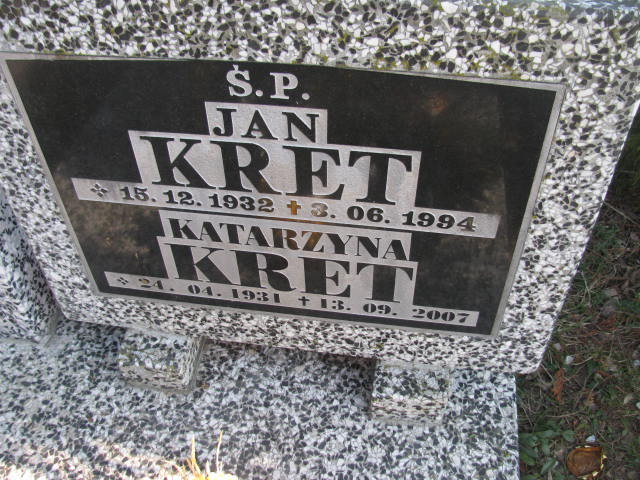 Ś.P.
JAN
KRET
15. 12. 1932 ✝ 3. 06. 1994
KATARZYNA
KRET
24. 04. 1931 ✝ 13. 09. 2007